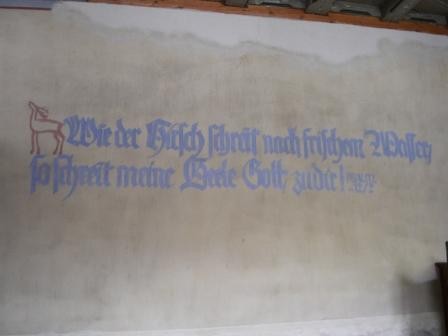 Wie der Hirsch schreit nach frischem Wasser,
so schreit meine Seele Gott, zu dir!